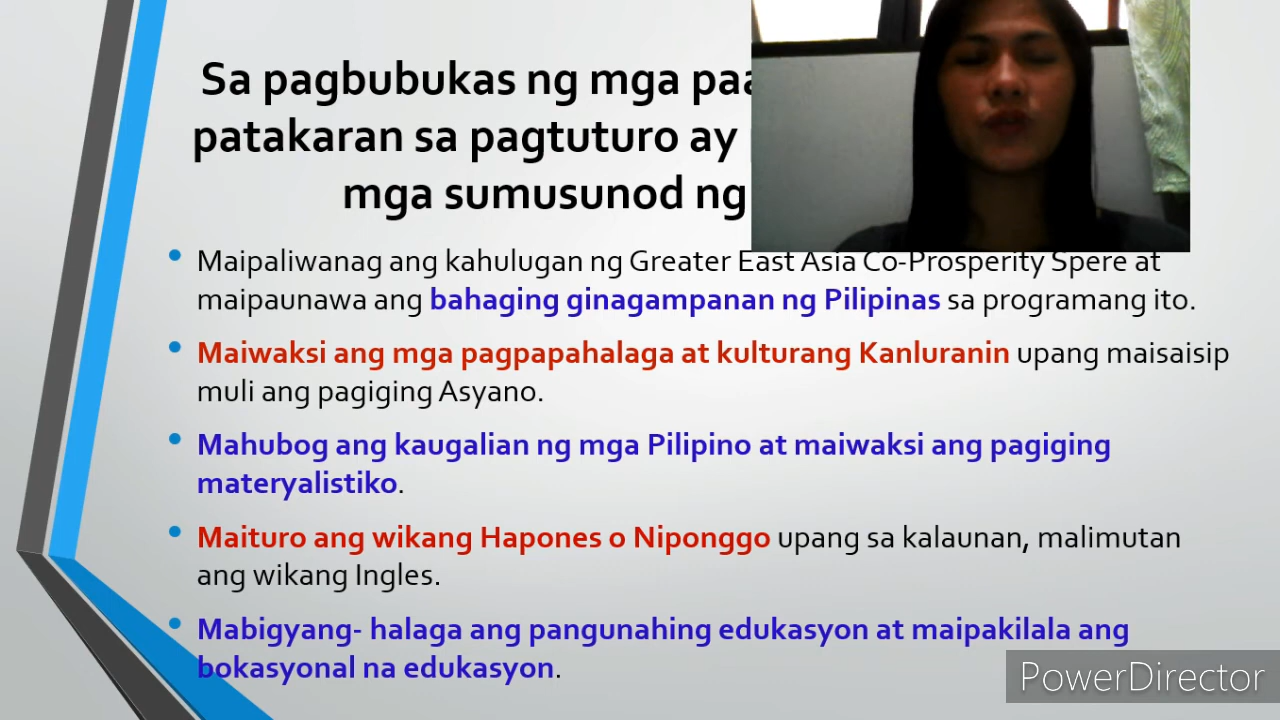 Sa pagbubukas ng mga
patakaran sa pagtuturo ay
mga sumusunod ng
Maipaliwanag ang kahulugan ng Greater East Asia Co-Prosperity Spere at
maipaunawa ang bahaging ginagampanan ng Pilipinas sa programang ito.
Maiwaksi ang mga pagpapahalaga at kulturang Kanluranin upang maisaisip
muli ang pagiging Asyano.
Mahubog ang kaugalian ng mga Pilipino at maiwaksi ang pagiging
materyalistiko.
Maituro ang wikang Hapones o Niponggo upang sa kalaunan, malimutan
ang wikang Ingles.
Mabigyang- halaga ang pangunahing edukasyon at maipakilala ang
bokasyonal na edukasyon.
PowerDirector